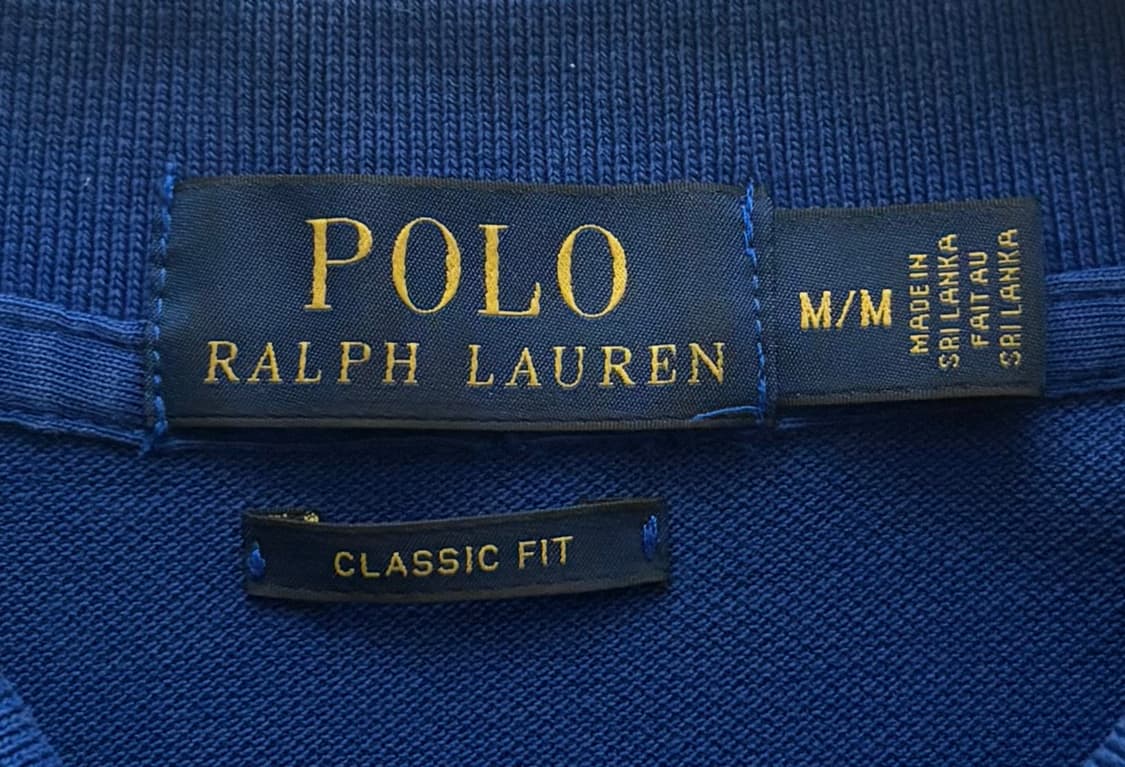 POLO
RALPH LAUREN
M/M
MADE IN
SRI LANKA
FAIT AU
SRI LANKA
CLASSIC FIT